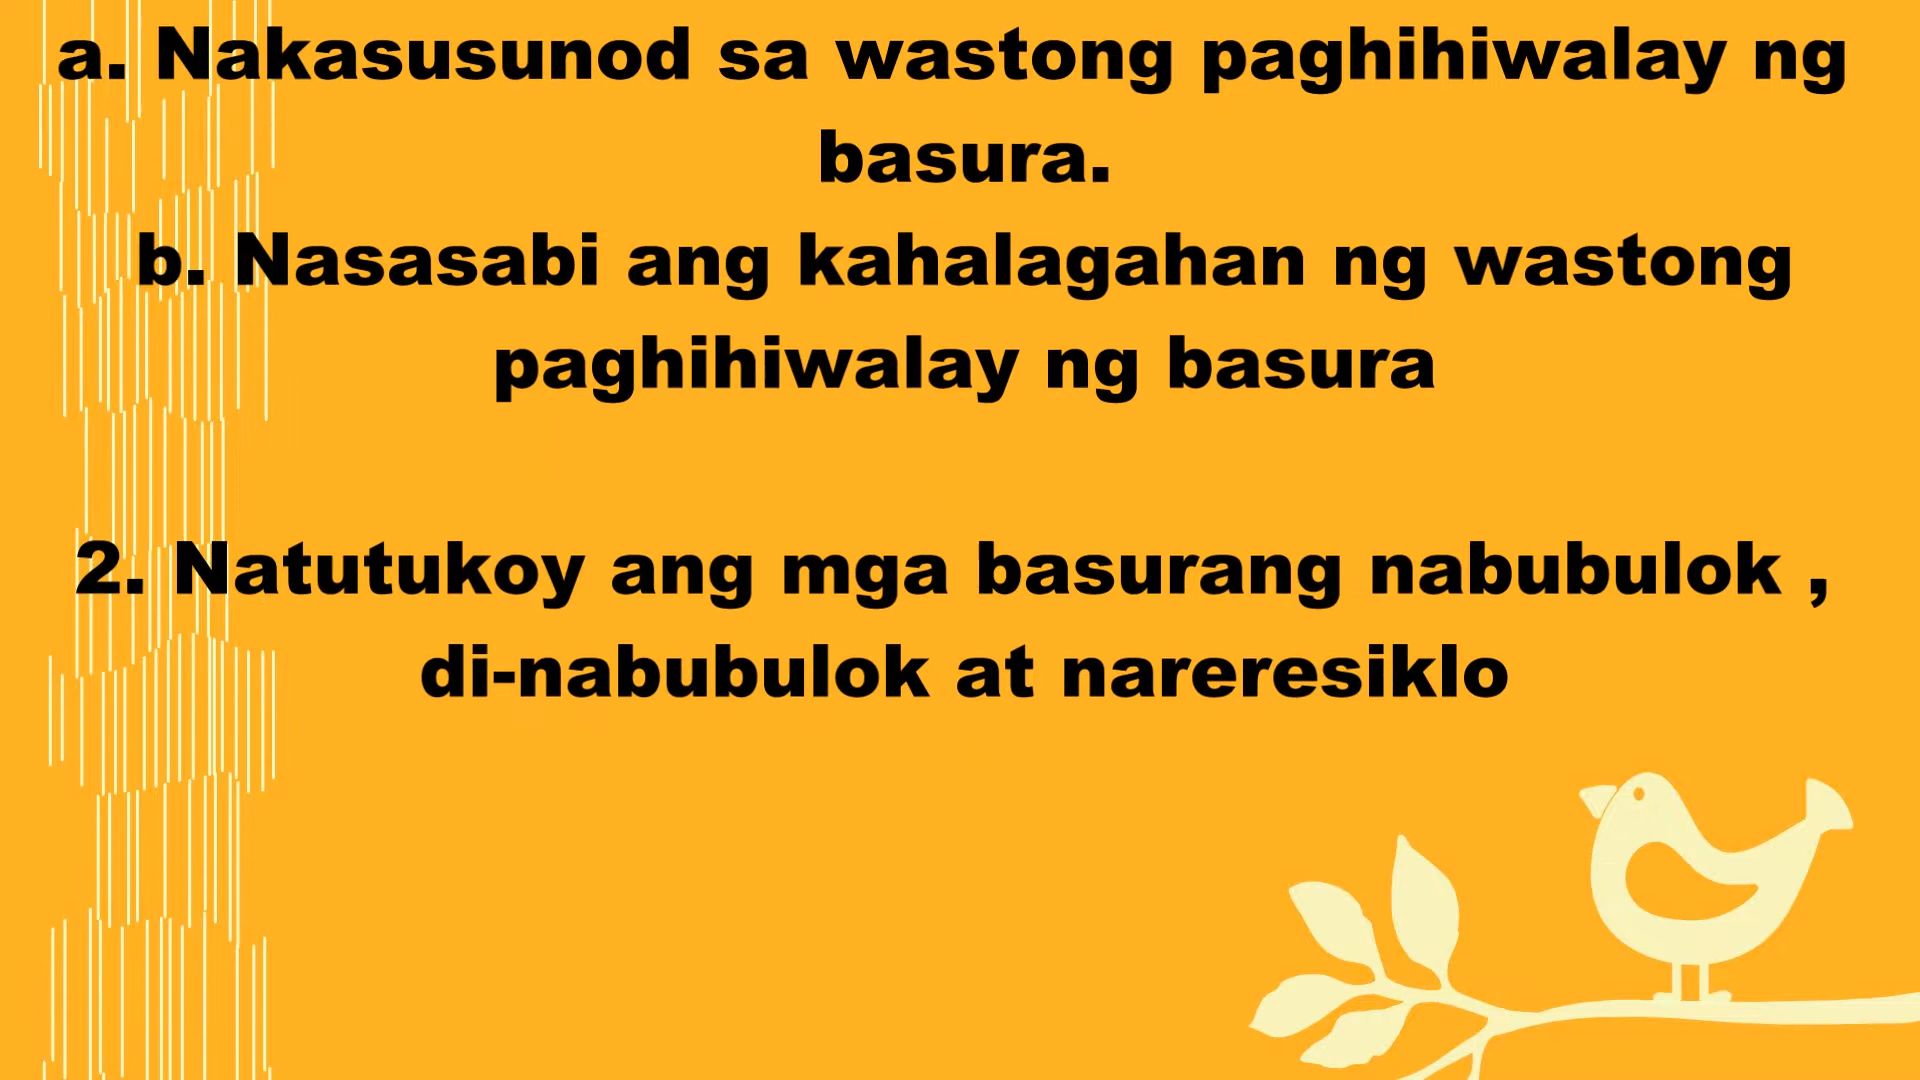 a. Nakasusunod sa wastong paghihiwalay ng
basura.
b. Nasasabi ang kahalagahan ng wastong
paghihiwalay ng basura
2. Natutukoy ang mga basurang nabubulok ,
di-nabubulok at nareresiklo